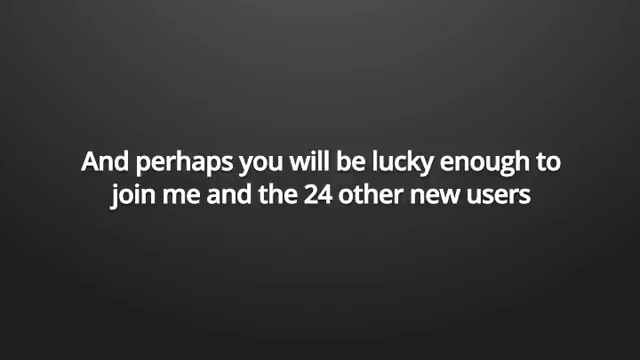 And perhaps you will be lucky enough to
join me and the 24 other new users